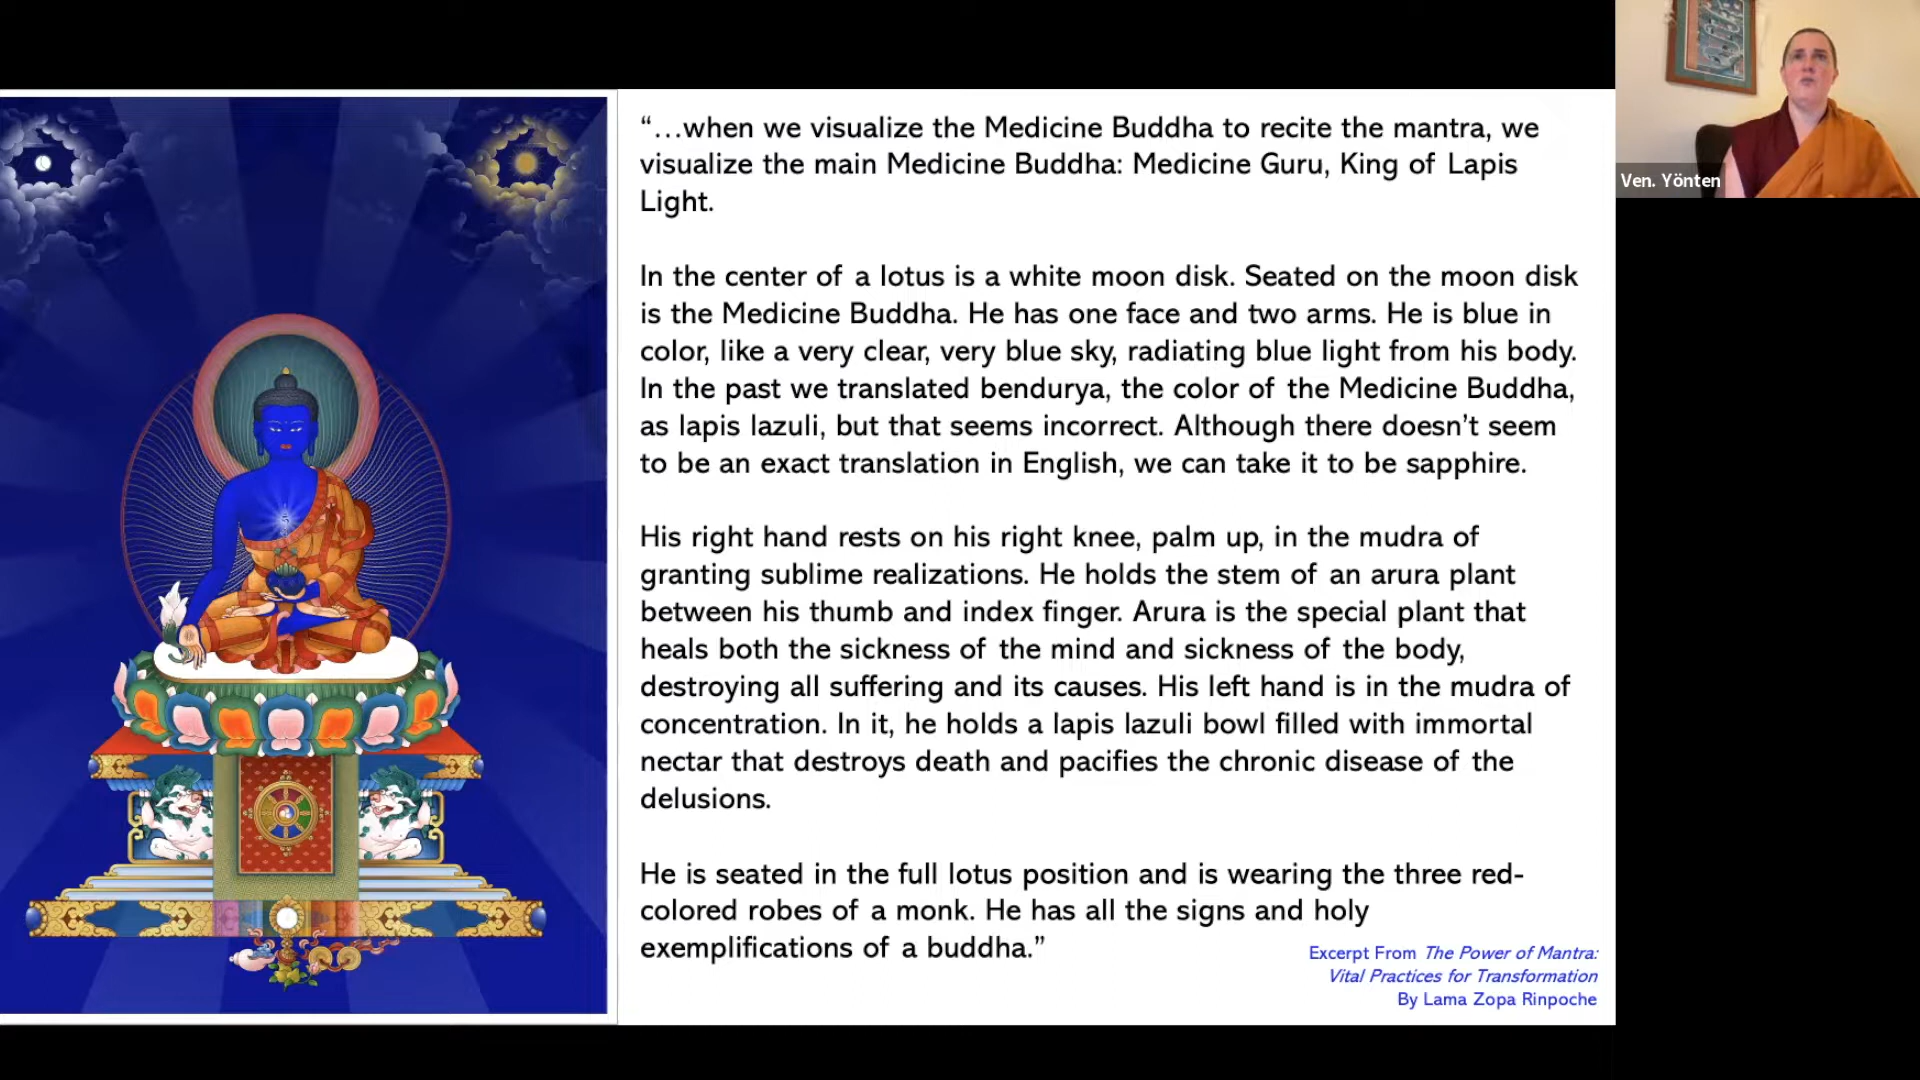 “…when we visualize the Medicine Buddha to recite the mantra, we
visualize the main Medicine Buddha: Medicine Guru, King of Lapis
Light.
In the center of a lotus is a white moon disk. Seated on the moon disk
is the Medicine Buddha. He has one face and two arms. He is blue in
color, like a very clear, very blue sky, radiating blue light from his body.
In the past we translated bendurya, the color of the Medicine Buddha,
as lapis lazuli, but that seems incorrect. Although there doesn’t seem
to be an exact translation in English, we can take it to be sapphire.
His right hand rests on his right knee, palm up, in the mudra of
granting sublime realizations. He holds the stem of an arura plant
between his thumb and index finger. Arura is the special plant that
heals both the sickness of the mind and sickness of the body,
destroying all suffering and its causes. His left hand is in the mudra of
concentration. In it, he holds a lapis lazuli bowl filled with immortal
nectar that destroys death and pacifies the chronic disease of the
delusions.
He is seated in the full lotus position and is wearing the three red-
colored robes of a monk. He has all the signs and holy
exemplifications of a buddha.”
Excerpt From The Power of Mantra:
Vital Practices for Transformation
By Lama Zopa Rinpoche
Ven. Yönten